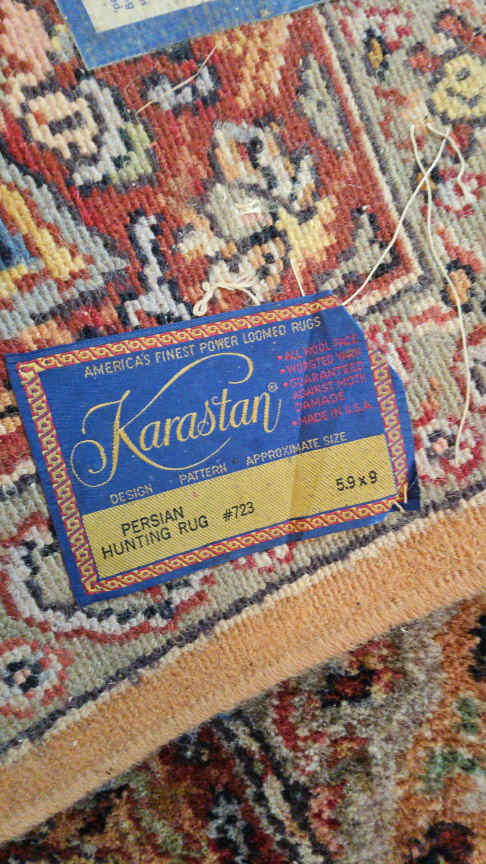 AMERICA'S FINEST POWER LOOMED RUGS
Karastan®
•ALL WOOL FACE
•WORSTED YARN
•GUARANTEED
AGAINST MOTH
DAMAGE
•MADE IN U.S.A.
DESIGN · PATTERN APPROXIMATE SIZE
PERSIAN
HUNTING RUG #723 5.9 x 9